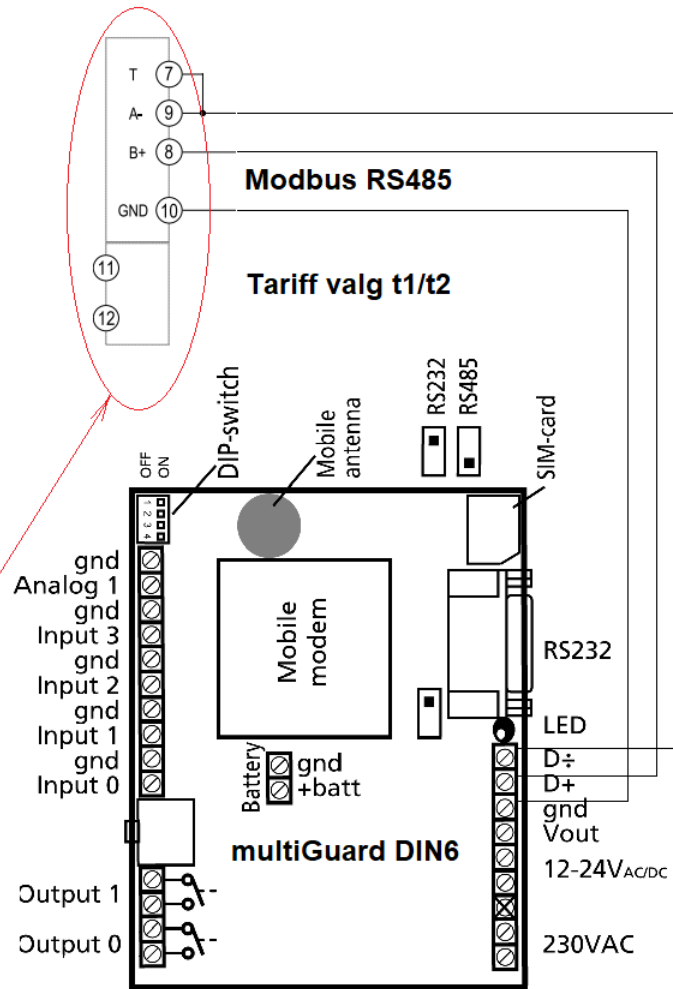 T 7
A- 9
B+ 8
Modbus RS485
GND 10
11
Tariff valg t1/t2
12
OFF
ON
DIP-switch
Mobile
antenna
RS232
RS485
SIM-card
1
2
3
4
gnd
Analog 1
gnd
Input 3
gnd
Input 2
gnd
Input 1
gnd
Input 0
Mobile
modem
RS232
LED
Battery
gnd
+batt
D÷
D+
gnd
Vout
12-24VAC/DC
230VAC
multiGuard DIN6
Output 1
Output 0